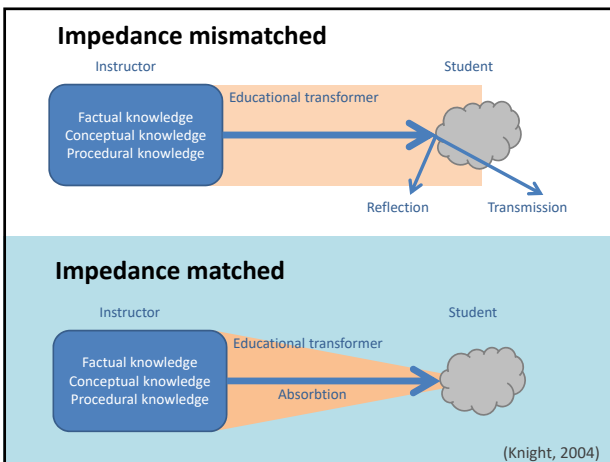 Impedance mismatched
Instructor
Student
Educational transformer
Factual knowledge
Conceptual knowledge
Procedural knowledge
Reflection
Transmission
Impedance matched
Instructor
Student
Educational transformer
Factual knowledge
Conceptual knowledge
Procedural knowledge
Absorbtion
(Knight, 2004)